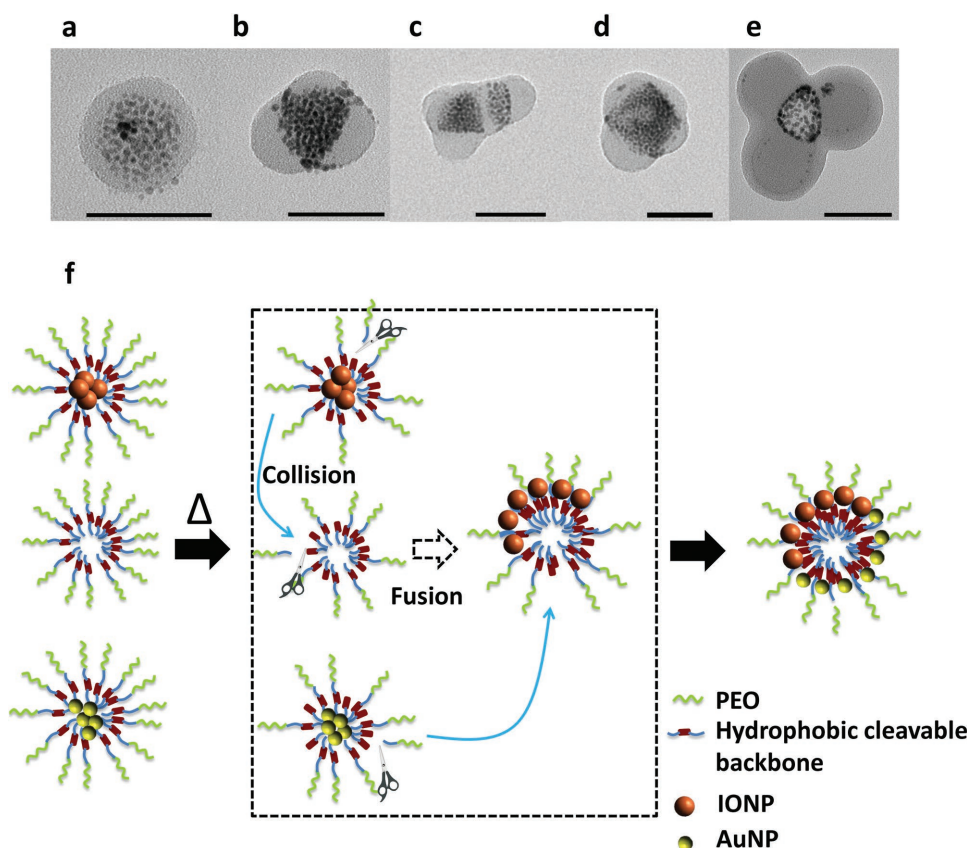 a b c d e
f
Δ
Collision
Fusion
PEO
Hydrophobic cleavable
backbone
IONP
AuNP